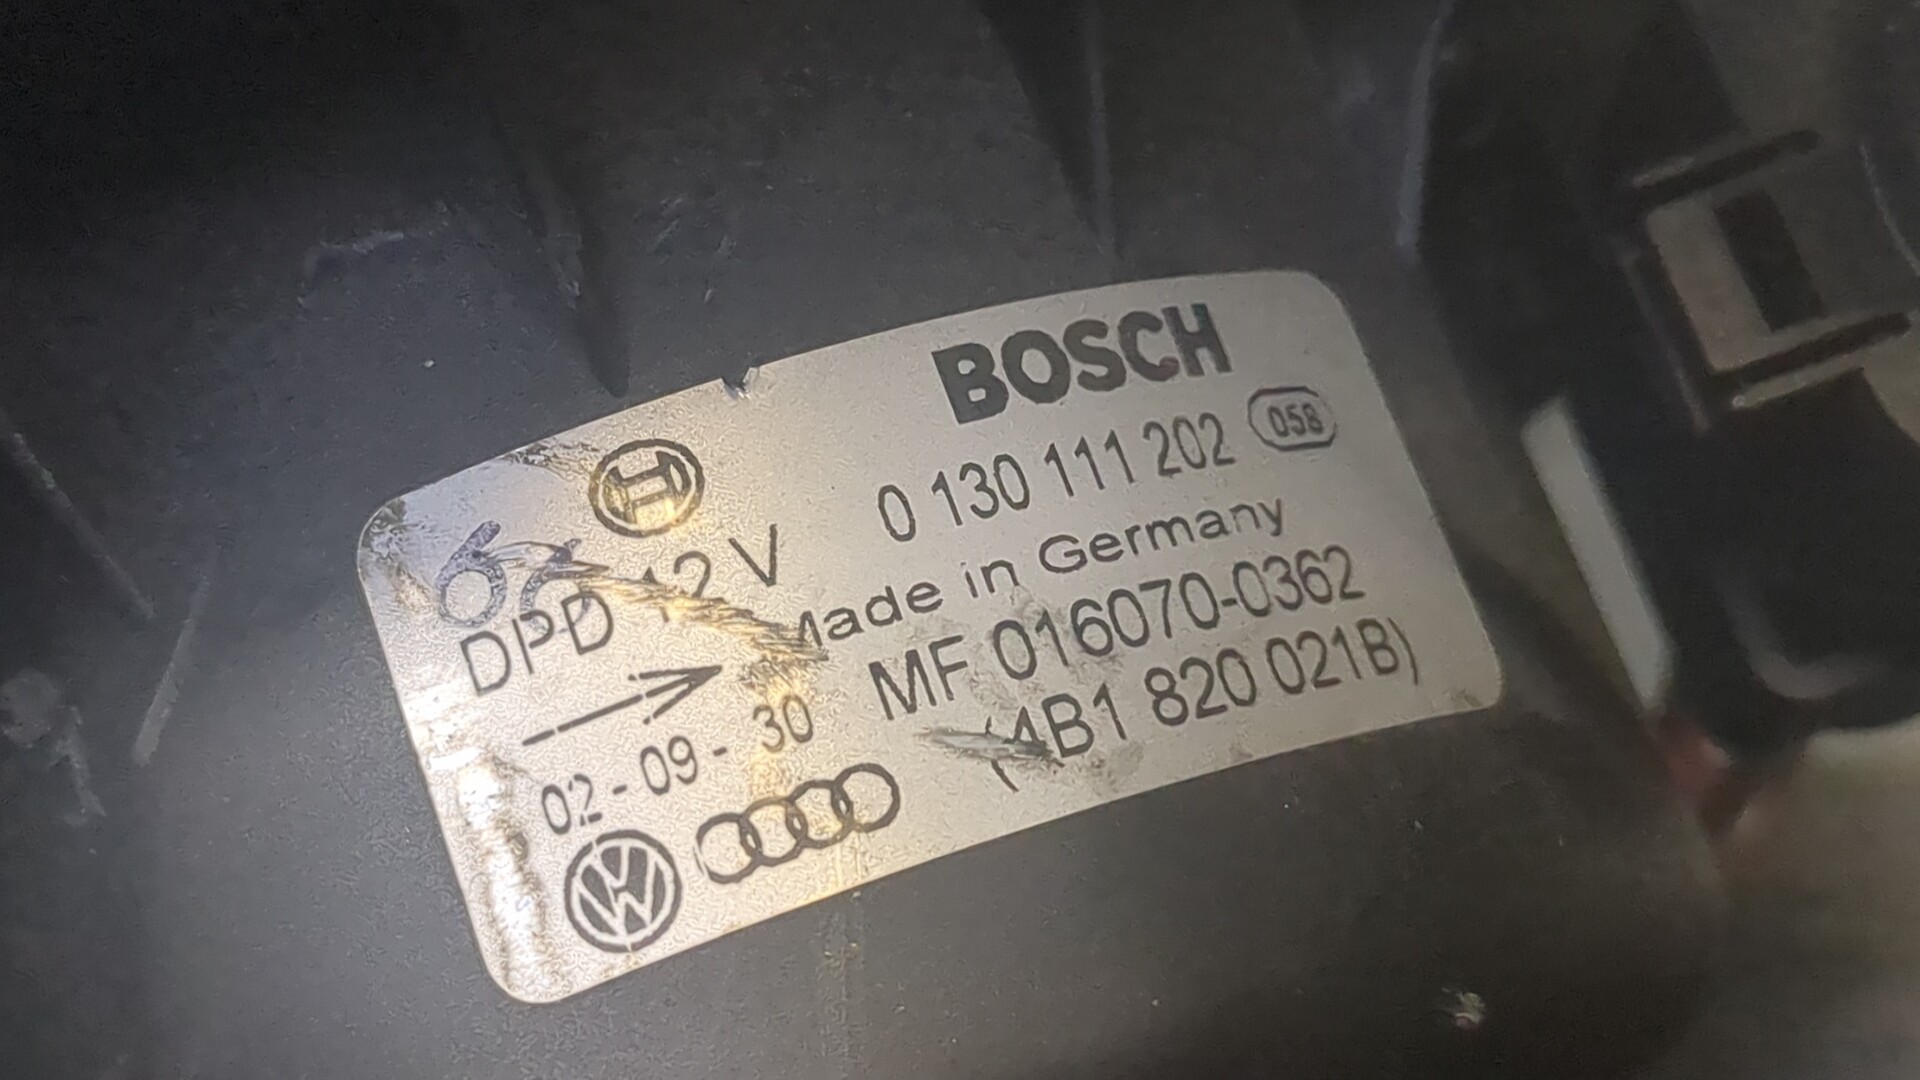 BOSCH
0 130 111 202 058
DPD 12 V
Made in Germany
MF 016070-0362
02-09-30
(4B1 820 021B)